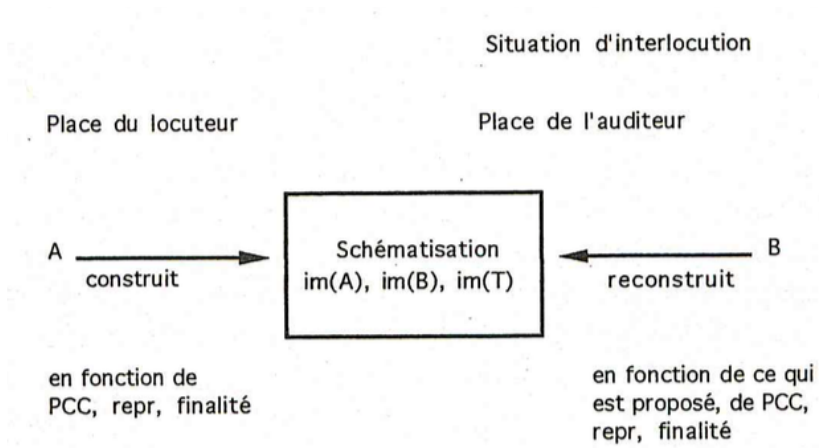 Situation d'interlocution
Place du locuteur
Place de l'auditeur
A
construit
Schématisation
im(A), im(B), im(T)
B
reconstruit
en fonction de
PCC, repr, finalité
en fonction de ce qui
est proposé, de PCC,
repr, finalité